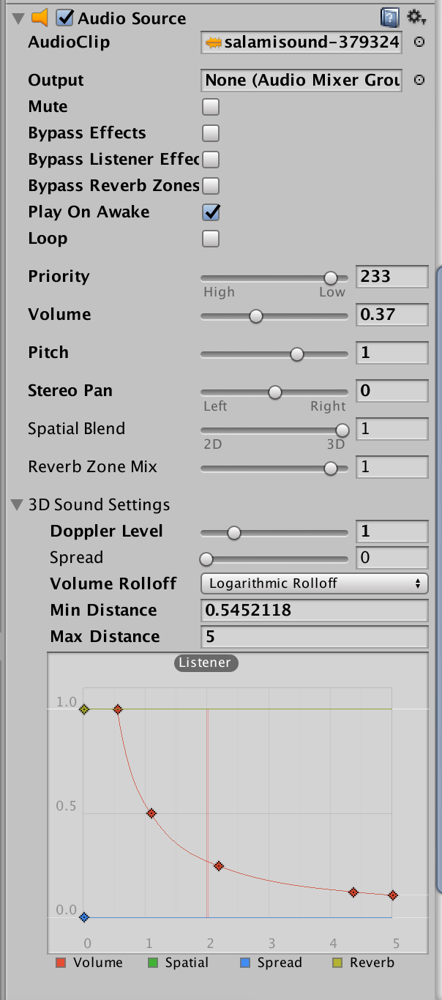 Audio Source
AudioClip salamisound-379324
Output None (Audio Mixer Grou
Mute
Bypass Effects
Bypass Listener Effec
Bypass Reverb Zones
Play On Awake
Loop
Priority 233
High Low
Volume 0.37
Pitch 1
Stereo Pan 0
Left Right
Spatial Blend 1
2D 3D
Reverb Zone Mix 1
3D Sound Settings
Doppler Level 1
Spread 0
Volume Rolloff Logarithmic Rolloff
Min Distance 0.5452118
Max Distance 5
Listener
1.0
0.5
0.0
0 1 2 3 4 5
Volume Spatial Spread Reverb